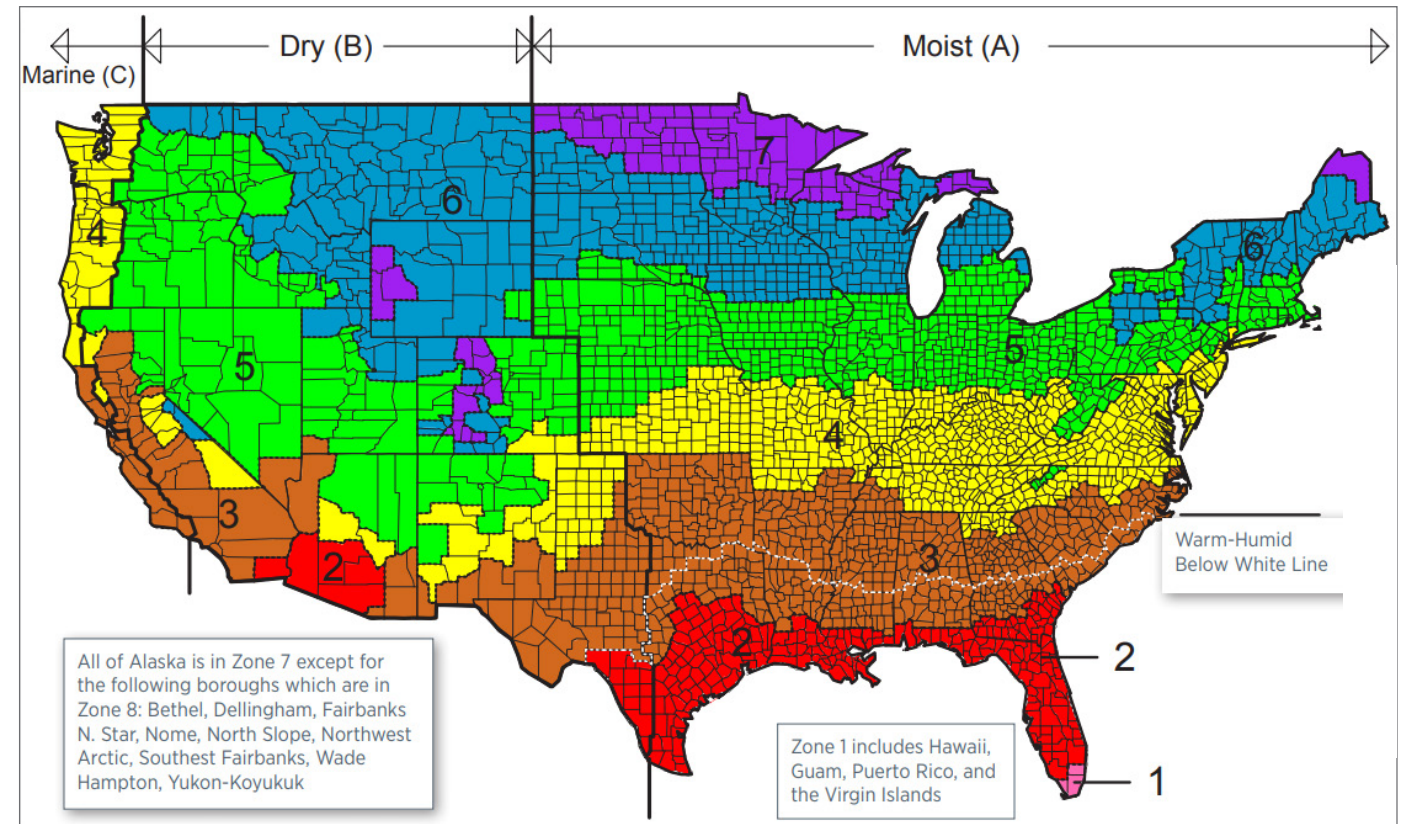 Marine (C)
Dry (B)
Moist (A)
7
6
4
6
5
5
4
3
2
3
2
Warm-Humid
Below White Line
2
1
All of Alaska is in Zone 7 except for
the following boroughs which are in
Zone 8: Bethel, Dellingham, Fairbanks
N. Star, Nome, North Slope, Northwest
Arctic, Southest Fairbanks, Wade
Hampton, Yukon-Koyukuk
Zone 1 includes Hawaii,
Guam, Puerto Rico, and
the Virgin Islands